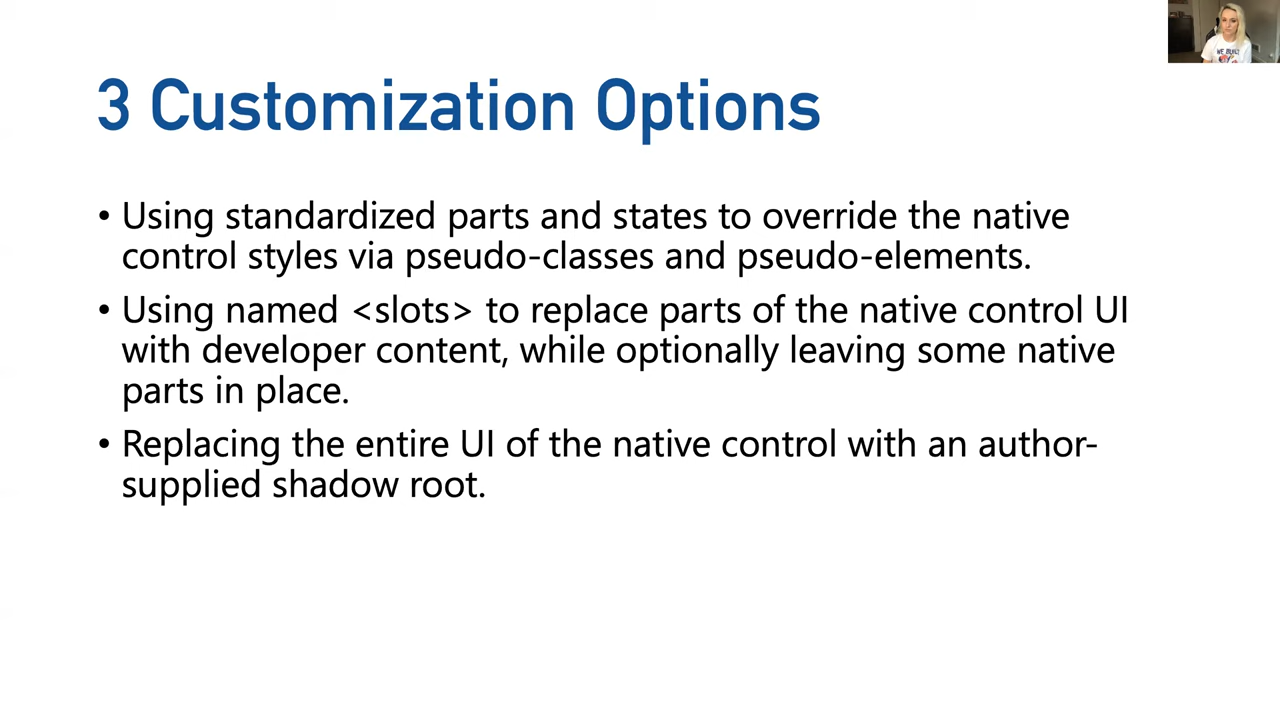 3 Customization Options
• Using standardized parts and states to override the native
control styles via pseudo-classes and pseudo-elements.
• Using named <slots> to replace parts of the native control UI
with developer content, while optionally leaving some native
parts in place.
• Replacing the entire UI of the native control with an author-
supplied shadow root.
WE BUILT